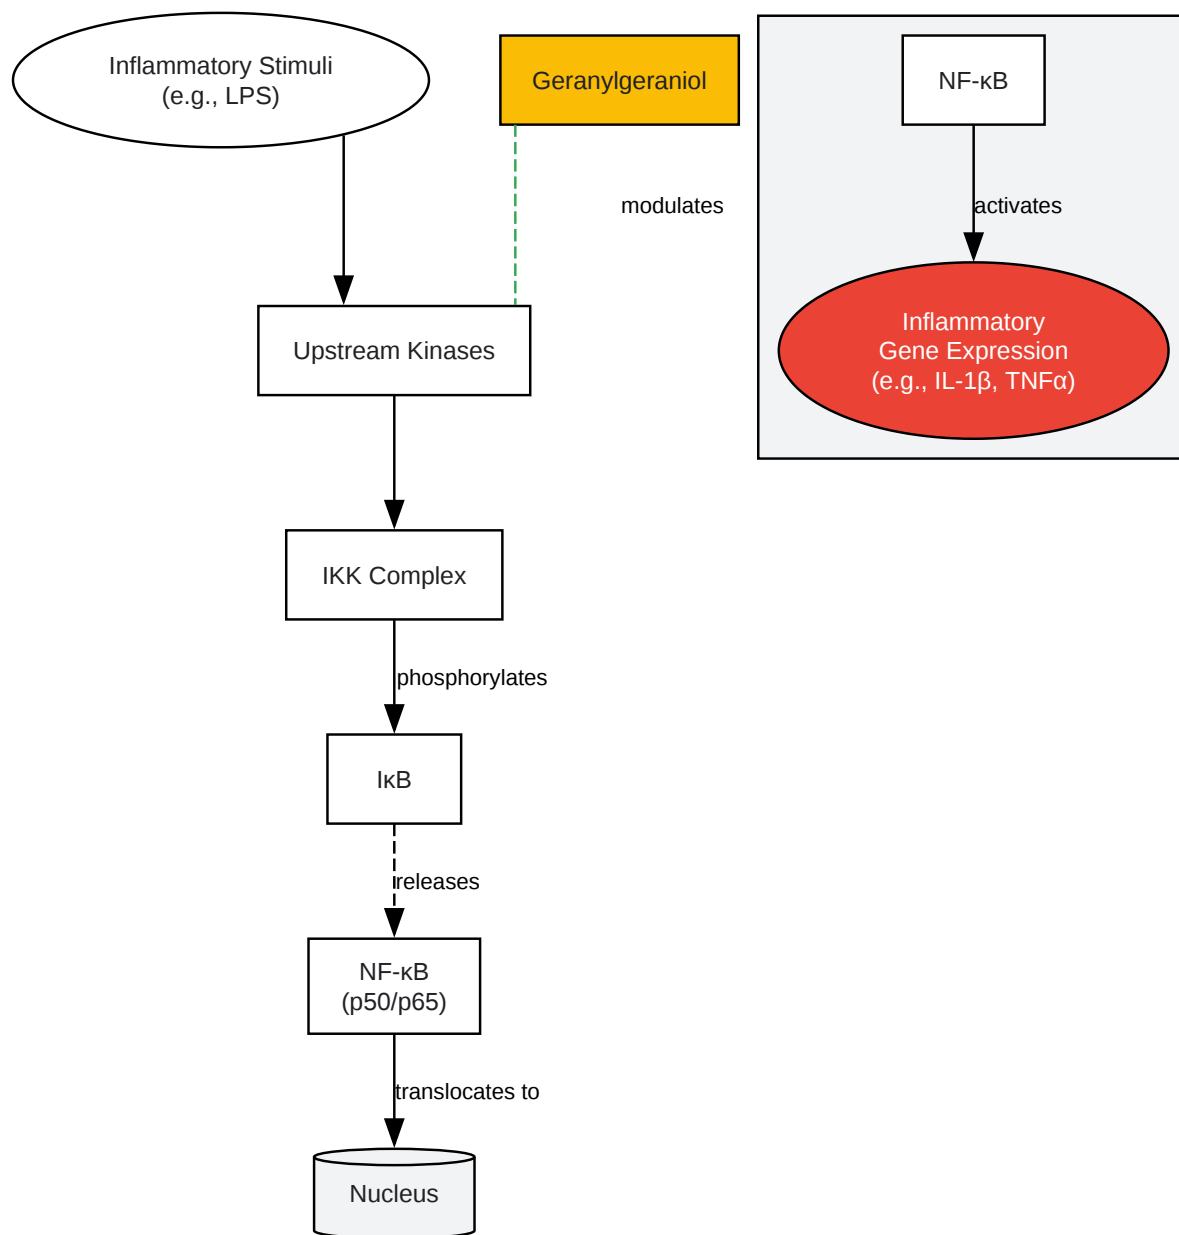 Inflammatory Stimuli
(e.g., LPS)
Geranylgeraniol
NF-κB
modulates
activates
Upstream Kinases
Inflammatory
Gene Expression
(e.g., IL-1β, TNFα)
IKK Complex
phosphorylates
IκB
releases
NF-κB
(p50/p65)
translocates to
Nucleus